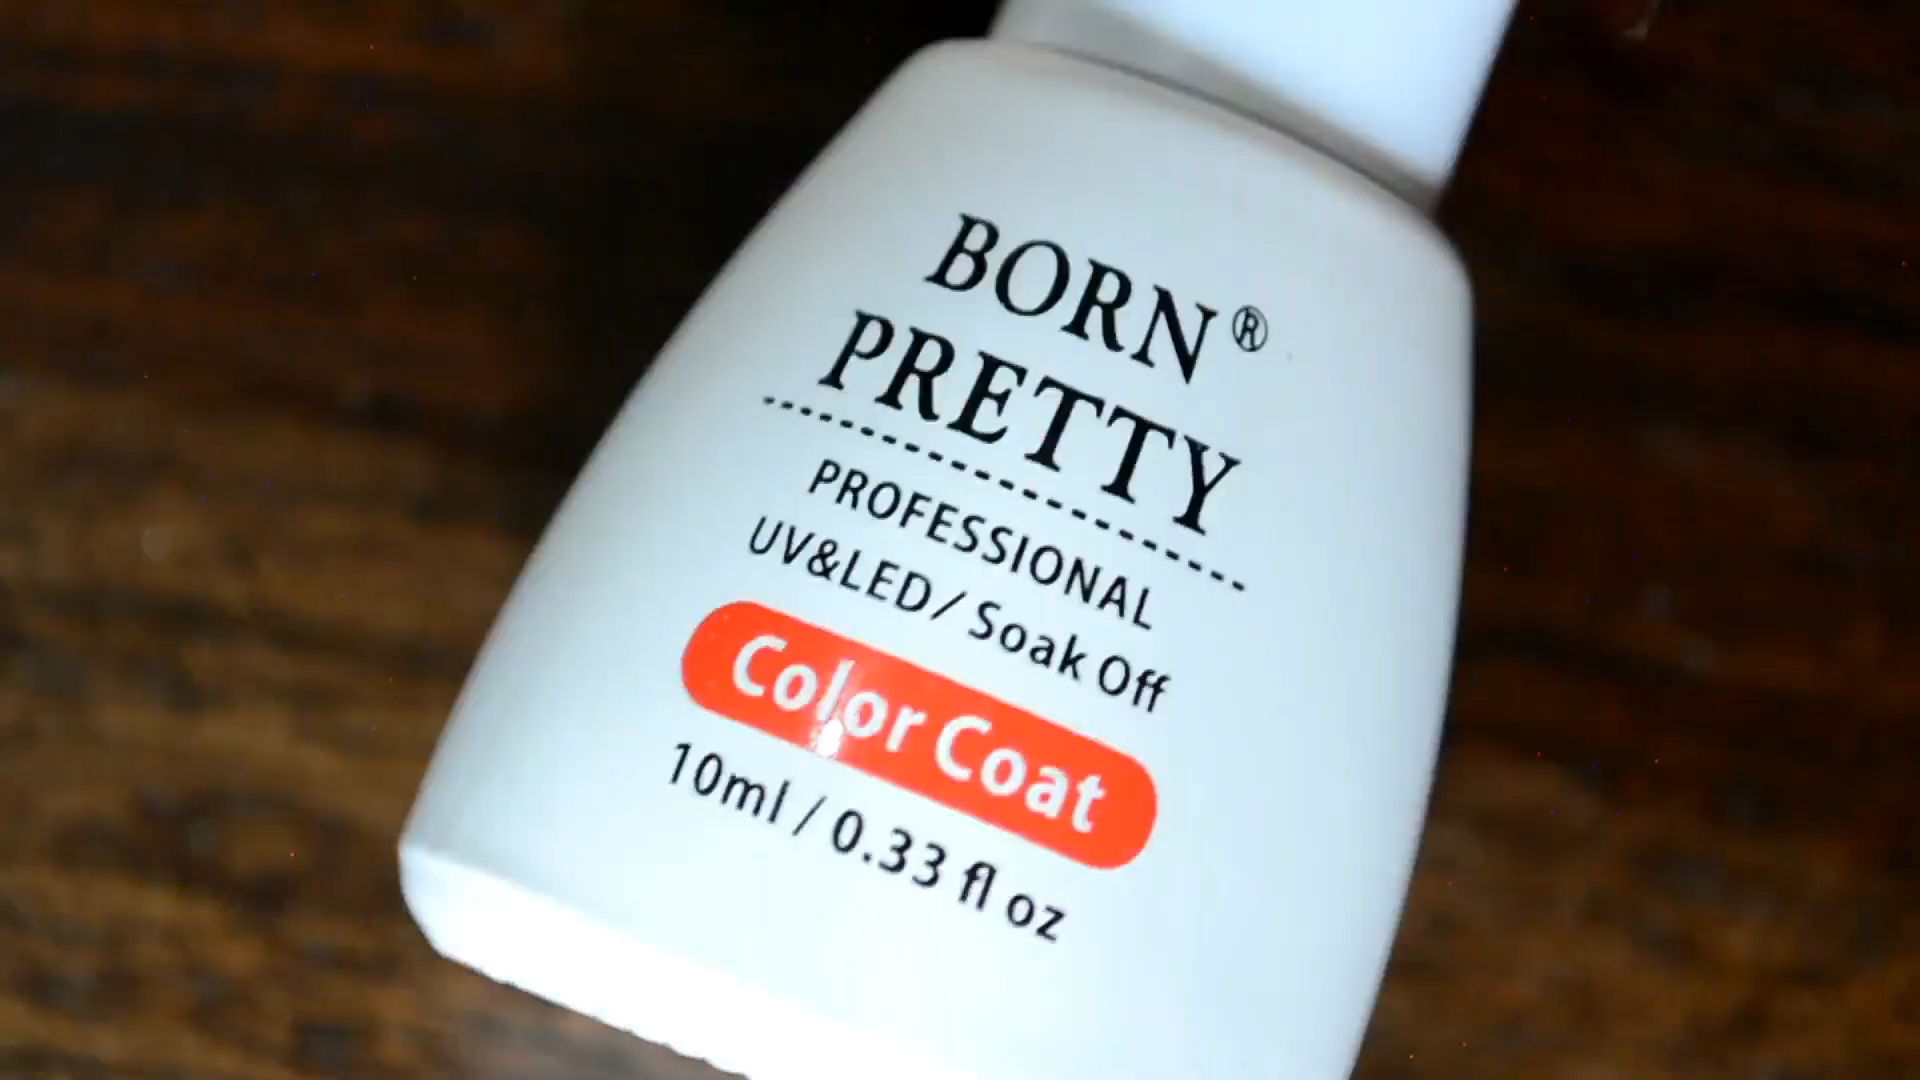 BORN®
PRETTY
PROFESSIONAL
UV&LED/ Soak Off
Color Coat
10ml / 0.33 fl oz